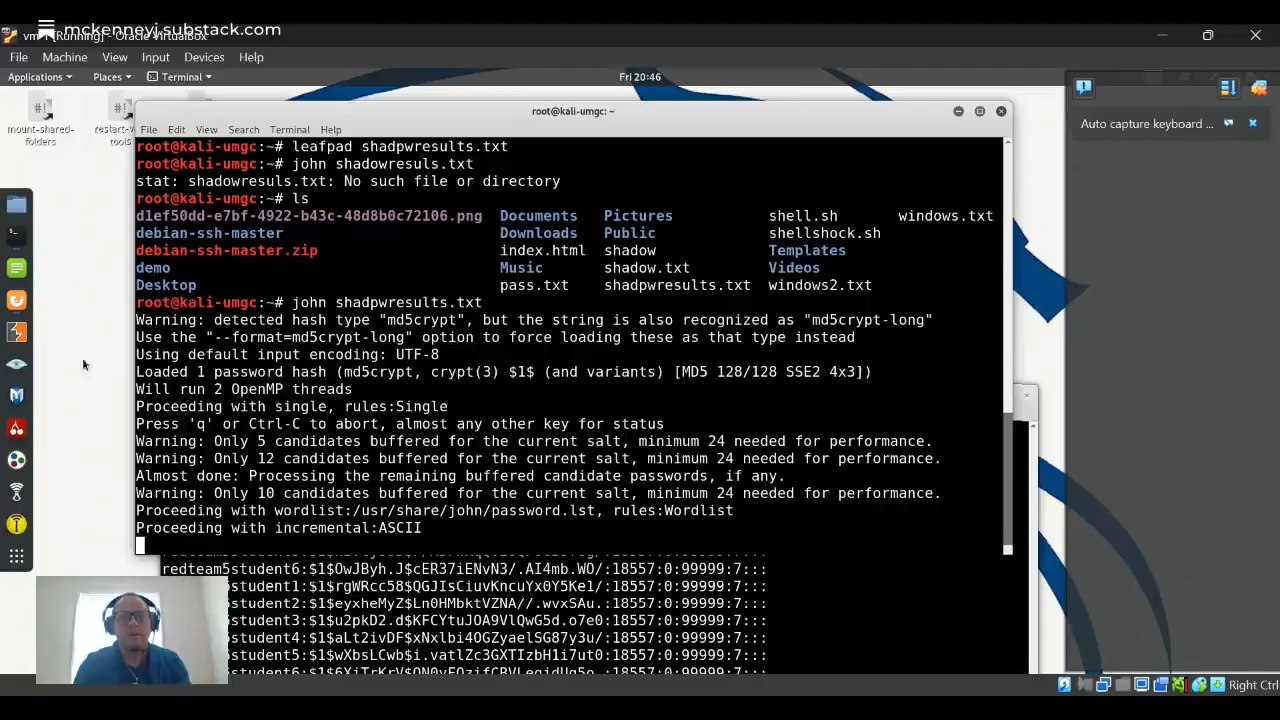 mckenneyj.substack.com
vm-1 [Running] - Oracle VirtualBox
File Machine View Input Devices Help
Applications Places Terminal Fri 20:46
mount-shared-folders
restart-v
tools
Auto capture keyboard ...
root@kali-umgc: ~
File Edit View Search Terminal Help
root@kali-umgc:~# leafpad shadpwresults.txt
root@kali-umgc:~# john shadowresuls.txt
stat: shadowresuls.txt: No such file or directory
root@kali-umgc:~# ls
d1ef50dd-e7bf-4922-b43c-48d8b0c72106.png Documents Pictures shell.sh windows.txt
debian-ssh-master Downloads Public shellshock.sh
debian-ssh-master.zip index.html shadow Templates
demo Music shadow.txt Videos
Desktop pass.txt shadpwresults.txt windows2.txt
root@kali-umgc:~# john shadpwresults.txt
Warning: detected hash type "md5crypt", but the string is also recognized as "md5crypt-long"
Use the "--format=md5crypt-long" option to force loading these as that type instead
Using default input encoding: UTF-8
Loaded 1 password hash (md5crypt, crypt(3) $1$ (and variants) [MD5 128/128 SSE2 4x3])
Will run 2 OpenMP threads
Proceeding with single, rules:Single
Press 'q' or Ctrl-C to abort, almost any other key for status
Warning: Only 5 candidates buffered for the current salt, minimum 24 needed for performance.
Warning: Only 12 candidates buffered for the current salt, minimum 24 needed for performance.
Almost done: Processing the remaining buffered candidate passwords, if any.
Warning: Only 10 candidates buffered for the current salt, minimum 24 needed for performance.
Proceeding with wordlist:/usr/share/john/password.lst, rules:Wordlist
Proceeding with incremental:ASCII
redteam5student6:$1$OwJByh.J$cER37iENvN3/.AI4mb.WO/:18557:0:99999:7:::
student1:$1$rgWRcc58$QGJIsCiuvKncuYx0Y5Ke1/:18557:0:99999:7:::
student2:$1$eyxheMyZ$Ln0HMbktVZNA//.wvxSAu.:18557:0:99999:7:::
student3:$1$u2pkD2.d$KFCYtuJOA9VlQwG5d.o7e0:18557:0:99999:7:::
student4:$1$aLt2ivDF$xNxlbi4OGZyaelSG87y3u/:18557:0:99999:7:::
student5:$1$wXbsLCwb$i.vatlZc3GXTIzbH1i7ut0:18557:0:99999:7:::
Right Ctrl